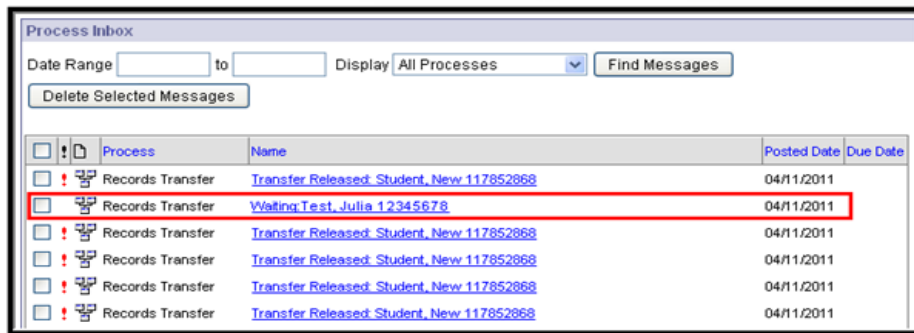 Process Inbox
Date Range to Display All Processes Find Messages
Delete Selected Messages
! Process Name Posted Date Due Date
! Records Transfer Transfer Released: Student, New 117852868 04/11/2011
Records Transfer Waiting:Test, Julia 12345678 04/11/2011
! Records Transfer Transfer Released: Student, New 117852868 04/11/2011
! Records Transfer Transfer Released: Student, New 117852868 04/11/2011
! Records Transfer Transfer Released: Student, New 117852868 04/11/2011
! Records Transfer Transfer Released: Student, New 117852868 04/11/2011